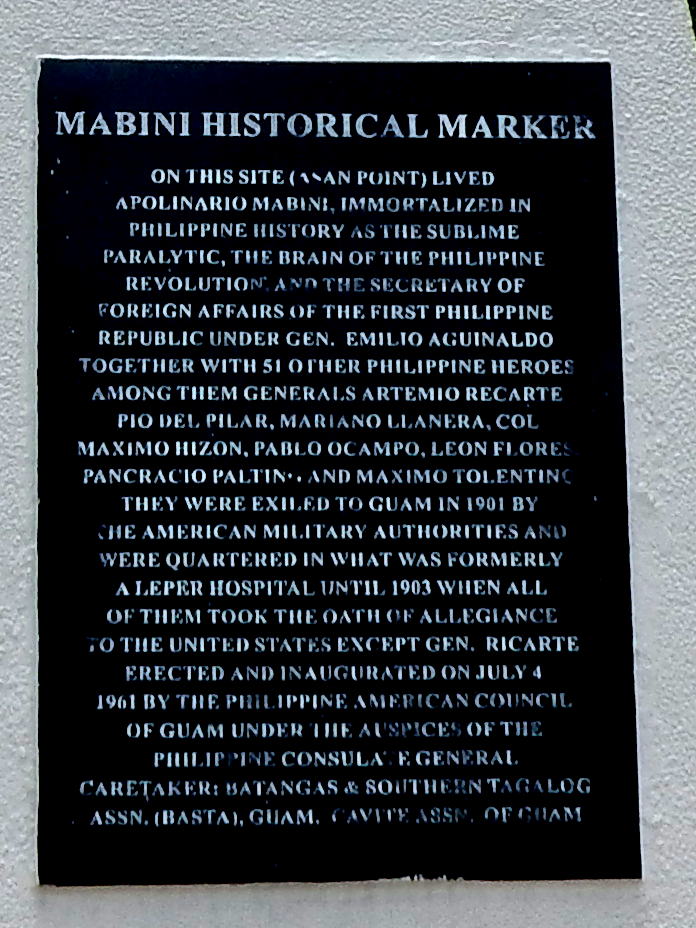 MABINI HISTORICAL MARKER
ON THIS SITE (ASAN POINT) LIVED
APOLINARIO MABINI, IMMORTALIZED IN
PHILIPPINE HISTORY AS THE SUBLIME
PARALYTIC, THE BRAIN OF THE PHILIPPINE
REVOLUTION, AND THE SECRETARY OF
FOREIGN AFFAIRS OF THE FIRST PHILIPPINE
REPUBLIC UNDER GEN. EMILIO AGUINALDO
TOGETHER WITH 51 OTHER PHILIPPINE HEROES
AMONG THEM GENERALS ARTEMIO RECARTE
PIO DEL PILAR, MARIANO LLANERA, COL
MAXIMO HIZON, PABLO OCAMPO, LEON FLORES
PANCRACIO AND MAXIMO TOLENTINO
THEY WERE EXILED TO GUAM IN 1901 BY
THE AMERICAN MILITARY AUTHORITIES AND
WERE QUARTERED IN WHAT WAS FORMERLY
A LEPER HOSPITAL UNTIL 1903 WHEN ALL
OF THEM TOOK THE OATH OF ALLEGIANCE
TO THE UNITED STATES EXCEPT GEN. RICARTE
ERECTED AND INAUGURATED ON JULY 4
1961 BY THE PHILIPPINE AMERICAN COUNCIL
OF GUAM UNDER THE AUSPICES OF THE
PHILIPPINE CONSULATE GENERAL
CARETAKER: BATANGAS & SOUTHERN TAGALOG
ASSN. (BASTA), GUAM. CAVITE ASSN. OF GUAM